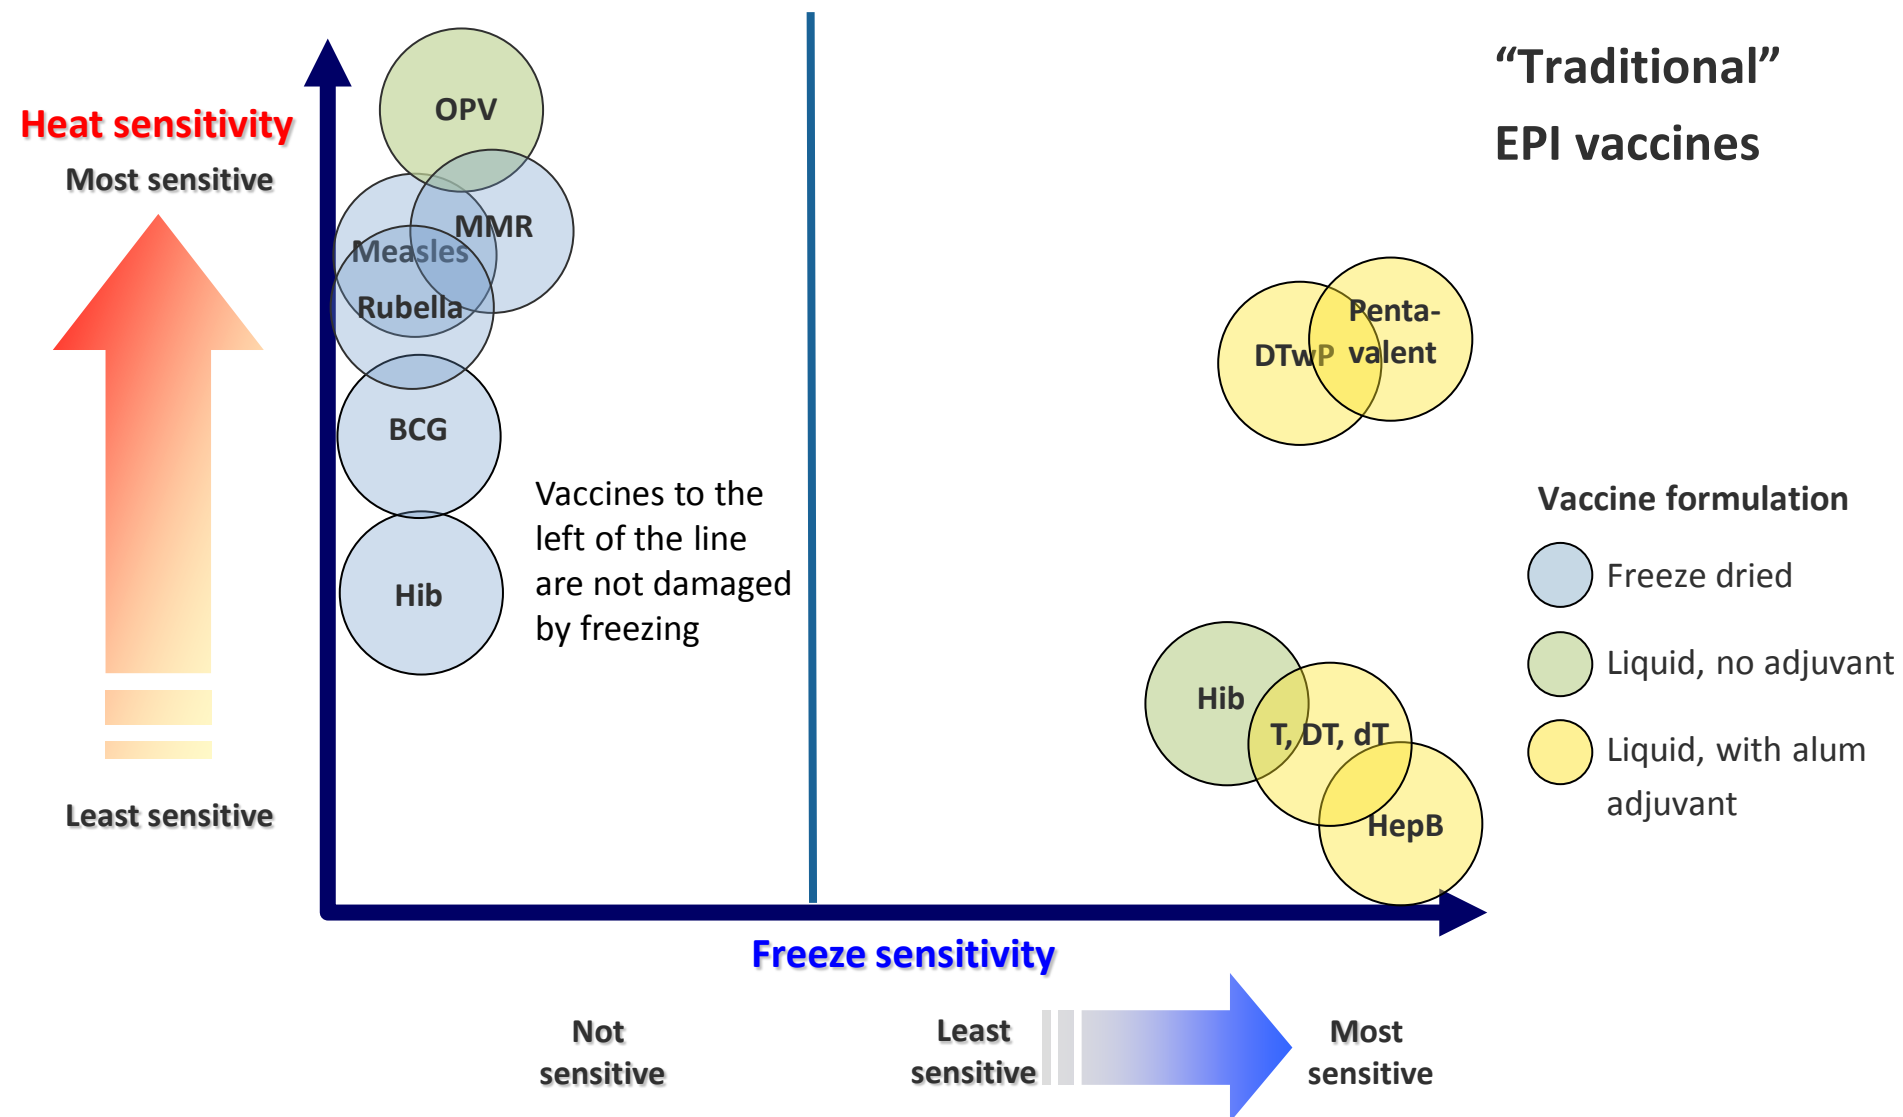 “Traditional”
EPI vaccines
Heat sensitivity
Most sensitive
Least sensitive
OPV
MMR
Measles
Rubella
BCG
Hib
Vaccines to the
left of the line
are not damaged
by freezing
Penta-
valent
DTwP
Hib
T, DT, dT
HepB
Vaccine formulation
Freeze dried
Liquid, no adjuvant
Liquid, with alum
adjuvant
Freeze sensitivity
Not
sensitive
Least
sensitive
Most
sensitive